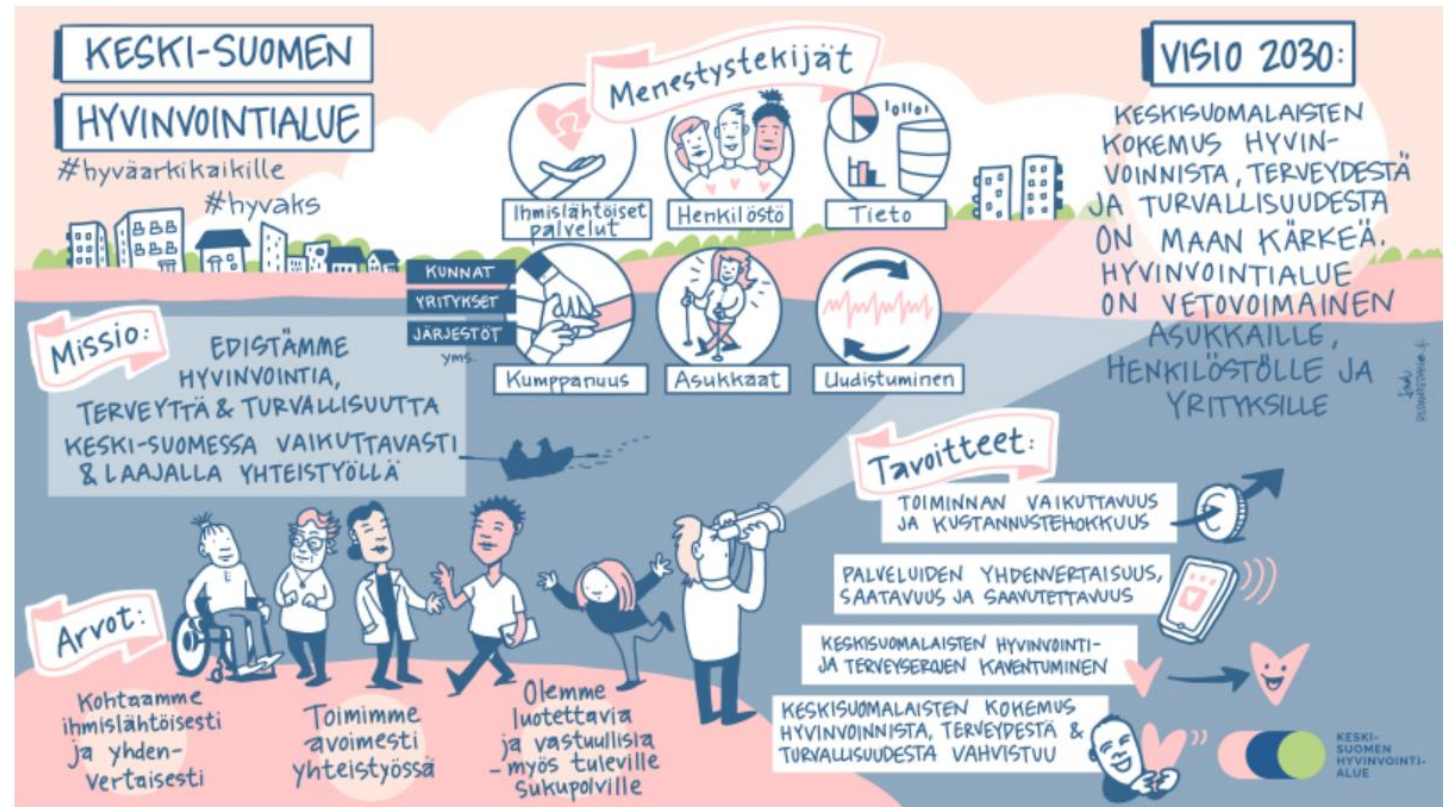 KESKI-SUOMEN
HYVINVOINTIALUE
#hyväarkikaikille
#hyvaks
Menestystekijät
Ihmislähtöiset
palvelut
Henkilöstö
101101
Tieto
KUNNAT
YRITYKSET
JÄRJESTÖT
yms.
Kumppanuus
Asukkaat
Uudistuminen
VISIO 2030:
KESKISUOMALAISTEN
KOKEMUS HYVIN-
VOINNISTA, TERVEYDESTÄ
JA TURVALLISUUDESTA
ON MAAN KÄRKEÄ.
HYVINVOINTIALUE
ON VETOVOIMAINEN
ASUKKAILLE,
HENKILÖSTÖLLE JA
YRITYKSILLE
Missio:
EDISTÄMME
HYVINVOINTIA,
TERVEYTTÄ & TURVALLISUUTTA
KESKI-SUOMESSA VAIKUTTAVASTI
& LAAJALLA YHTEISTYÖLLÄ
Tavoitteet:
TOIMINNAN VAIKUTTAVUUS
JA KUSTANNUSTEHOKKUUS
€
PALVELUIDEN YHDENVERTAISUUS,
SAATAVUUS JA SAAVUTETTAVUUS
KESKISUOMALAISTEN HYVINVOINTI-
JA TERVEYSEROJEN KAVENTUMINEN
KESKISUOMALAISTEN KOKEMUS
HYVINVOINNISTA, TERVEYDESTÄ &
TURVALLISUUDESTA VAHVISTUU
Arvot:
Kohtaamme
ihmislähtöisesti
ja yhden-
vertaisesti
Toimimme
avoimesti
yhteistyössä
Olemme
luotettavia
ja vastuullisia
- myös tuleville
sukupolville
KESKI-
SUOMEN
HYVINVOINTI-
ALUE